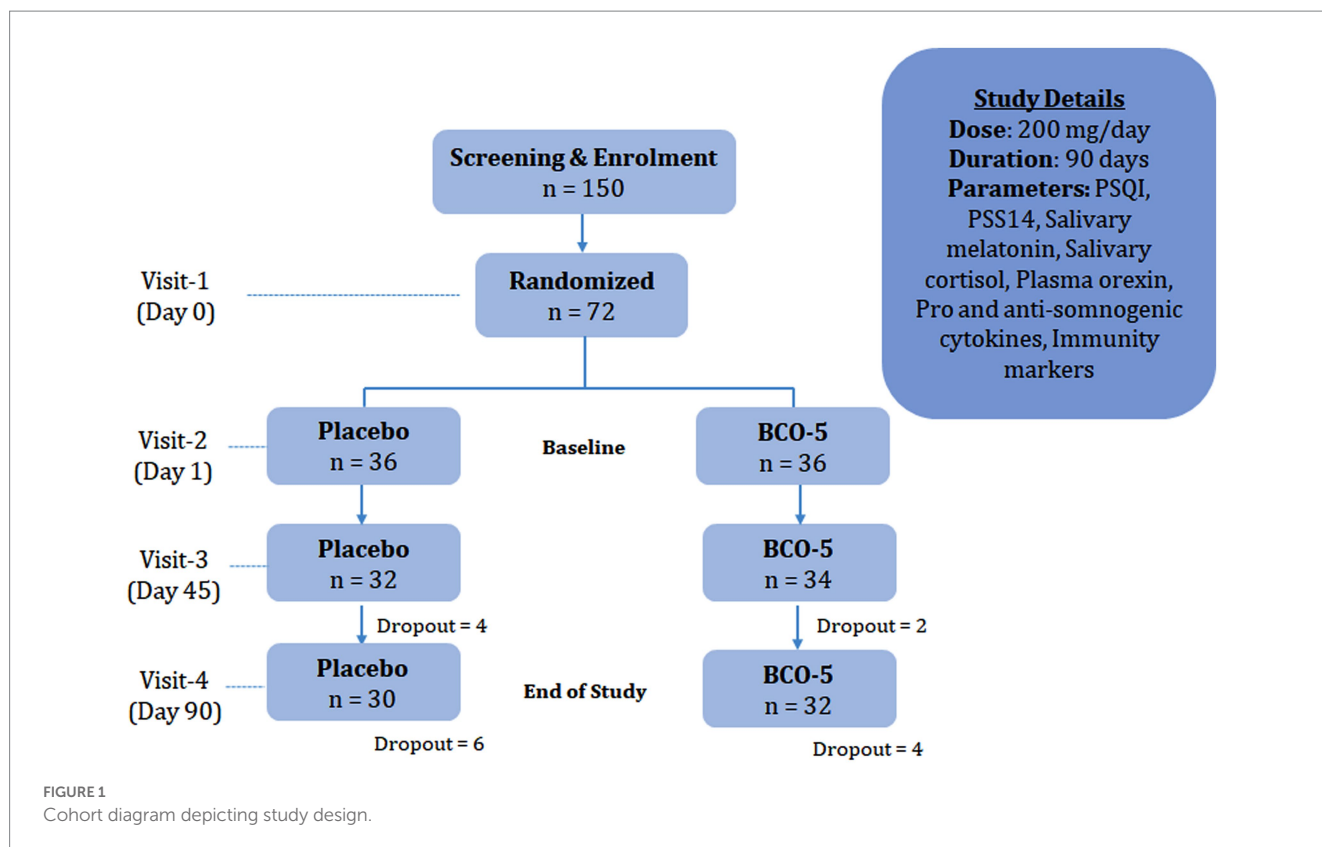 Study Details
Dose: 200 mg/day
Duration: 90 days
Parameters: PSQI,
PSS14, Salivary
melatonin, Salivary
cortisol, Plasma orexin,
Pro and anti-somnogenic
cytokines, Immunity
markers
Screening & Enrolment
n = 150
Visit-1
(Day 0)
Randomized
n = 72
Visit-2
(Day 1)
Placebo
n = 36
Baseline
BCO-5
n = 36
Visit-3
(Day 45)
Placebo
n = 32
BCO-5
n = 34
Dropout = 4
Dropout = 2
Visit-4
(Day 90)
Placebo
n = 30
End of Study
BCO-5
n = 32
Dropout = 6
Dropout = 4
FIGURE 1
Cohort diagram depicting study design.